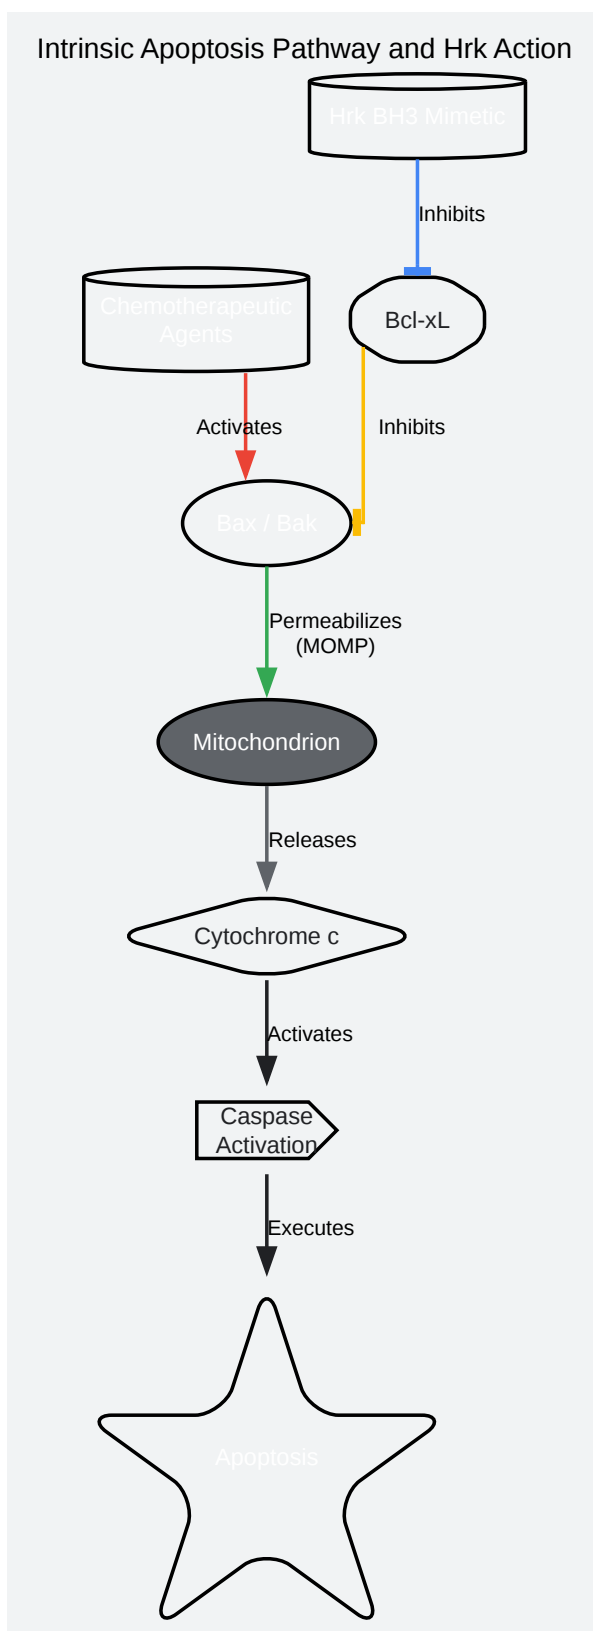 Intrinsic Apoptosis Pathway and Hrk Action
Hrk BH3 Mimetic
Inhibits
Chemotherapeutic
Agents
Bcl-xL
Activates
Inhibits
Bax / Bak
Permeabilizes
(MOMP)
Mitochondrion
Releases
Cytochrome c
Activates
Caspase
Activation
Executes
Apoptosis